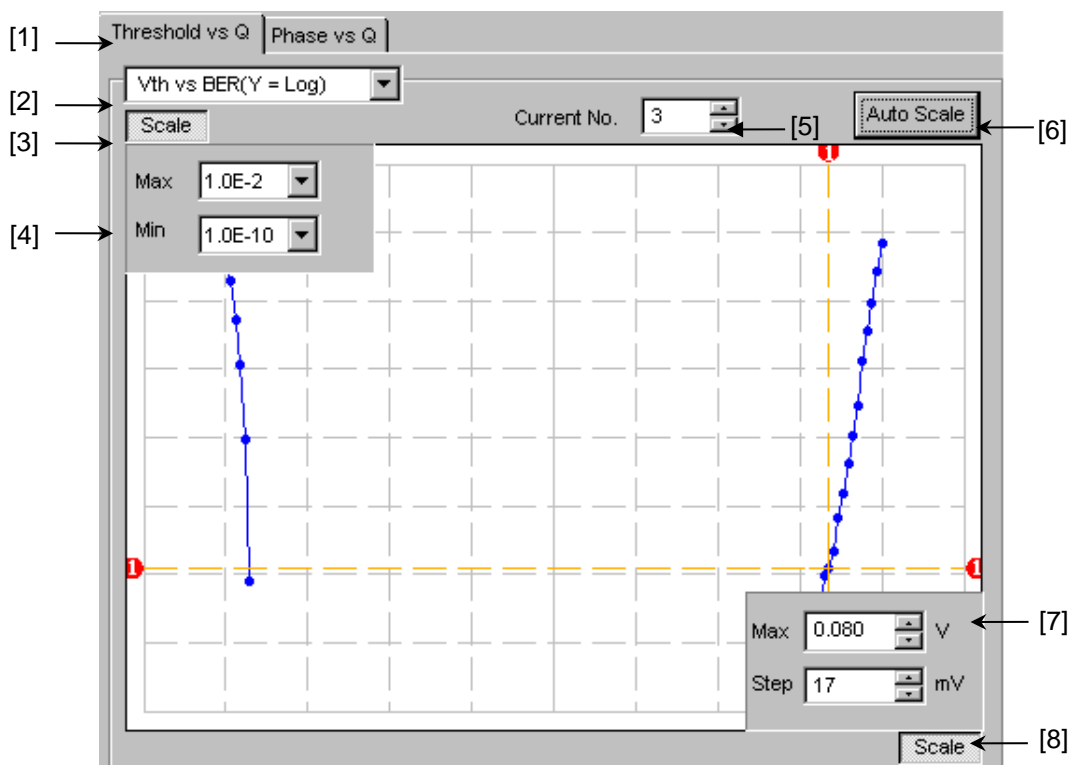 [1] Threshold vs Q Phase vs Q
Vth vs BER(Y = Log)
[2]
Scale Current No. 3 [5] Auto Scale [6]
[3]
1
Max 1.0E-2
[4] Min 1.0E-10
1 1
Max 0.080 V [7]
Step 17 mV
Scale [8]